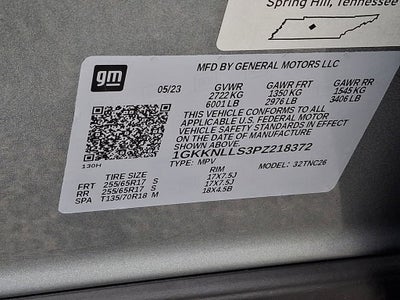 Spring Hill, Tennessee
gm
MFD BY GENERAL MOTORS LLC
05/23 GVWR GAWR FRT GAWR RR
2722 KG 1350 KG 1545 KG
6001 LB 2976 LB 3406 LB
THIS VEHICLE CONFORMS TO ALL
APPLICABLE U.S. FEDERAL MOTOR
VEHICLE SAFETY STANDARDS IN EFFECT
ON THE DATE OF MANUFACTURE
SHOWN ABOVE.
1GKKNLLS3PZ218372
130H TYPE: MPV MODEL: 32TNC26
TIRE SIZE RIM
FRT 255/65R17 S 17X7.5J
RR 255/65R17 S 17X7.5J
SPA T135/70R18 M 18X4.5B